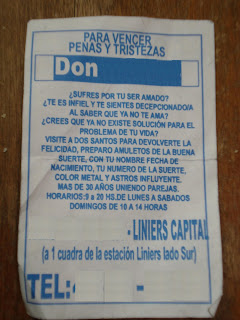 PARA VENCER
PENAS Y TRISTEZAS
Don
¿SUFRES POR TU SER AMADO?
¿TE ES INFIEL Y TE SIENTES DECEPCIONADO/A
AL SABER QUE YA NO TE AMA?
¿CREES QUE YA NO EXISTE SOLUCIÓN PARA EL
PROBLEMA DE TU VIDA?
VISITE A DOS SANTOS PARA DEVOLVERTE LA
FELICIDAD, PREPARO AMULETOS DE LA BUENA
SUERTE, CON TU NOMBRE FECHA DE
NACIMIENTO, TU NUMERO DE LA SUERTE,
COLOR METAL Y ASTROS INFLUYENTE.
MAS DE 30 AÑOS UNIENDO PAREJAS.
HORARIOS:9 a 20 HS.DE LUNES A SABADOS
DOMINGOS DE 10 A 14 HORAS
- LINIERS CAPITAL
(a 1 cuadra de la estación Liniers lado Sur)
TEL: -